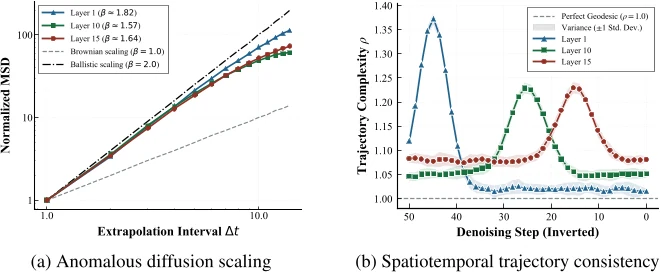 Layer 1 (β ≃ 1.82)
Layer 10 (β ≃ 1.57)
Layer 15 (β ≃ 1.64)
Brownian scaling (β = 1.0)
Ballistic scaling (β = 2.0)
Normalized JMSD
100
10
1
1.0
10.0
Extrapolation Interval Δt
(a) Anomalous diffusion scaling
Perfect Geodesic (ρ = 1.0)
Variance (±1 Std. Dev.)
Layer 1
Layer 10
Layer 15
Trajectory Complexity ρ
1.40
1.35
1.30
1.25
1.20
1.15
1.10
1.05
1.00
50
40
30
20
10
0
Denoising Step (Inverted)
(b) Spatiotemporal trajectory consistency